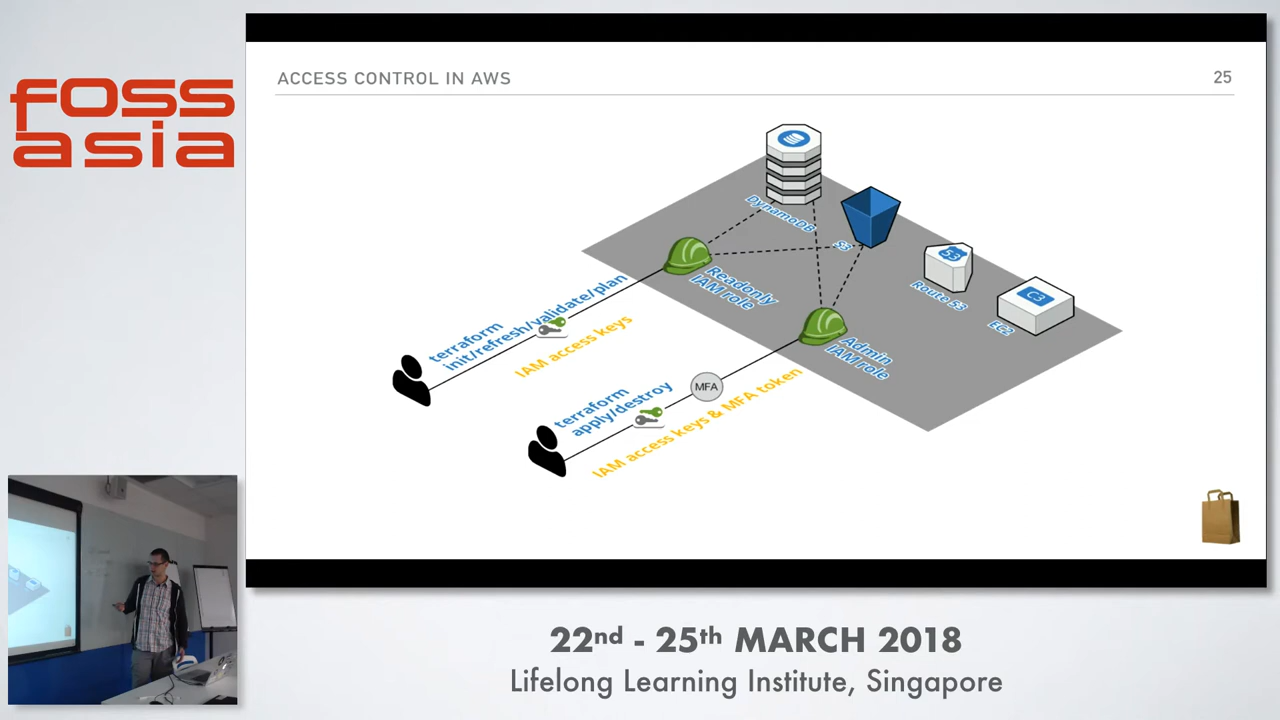 foss
asia
ACCESS CONTROL IN AWS
25
DynamoDB
S3
53
Route 53
C3
EC2
Readonly
IAM role
terraform
init/refresh/validate/plan
IAM access keys
Admin
IAM role
MFA
terraform
apply/destroy
IAM access keys & MFA token
22nd - 25th MARCH 2018
Lifelong Learning Institute, Singapore